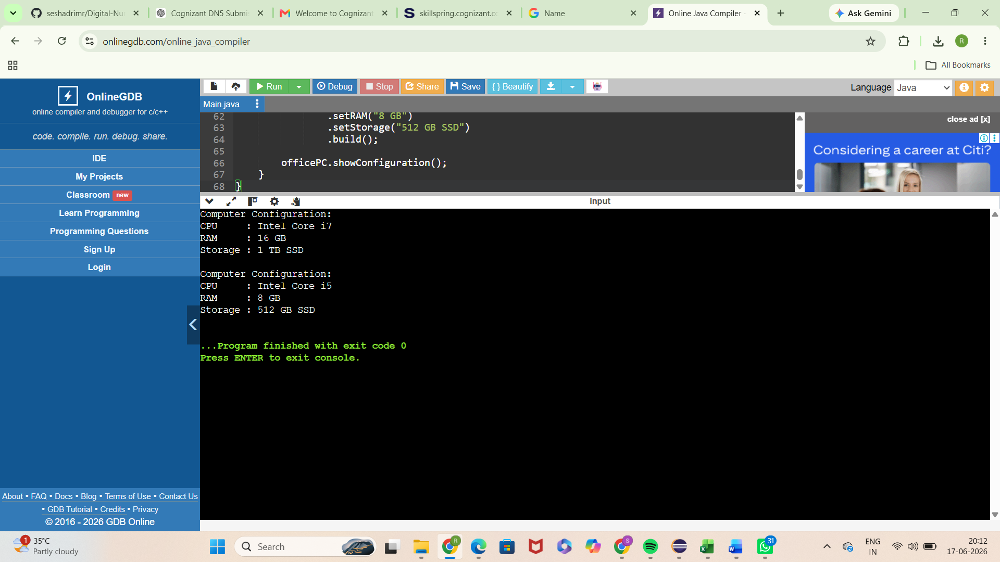 seshadrimr/Digital-Nu
Cognizant DN5 Submis
Welcome to Cognizant
skillspring.cognizant.co
Name
Online Java Compiler -
Ask Gemini
onlinegdb.com/online_java_compiler
R
All Bookmarks
OnlineGDB
online compiler and debugger for c/c++
code. compile. run. debug. share.
IDE
My Projects
Classroom new
Learn Programming
Programming Questions
Sign Up
Login
About • FAQ • Docs • Blog • Terms of Use • Contact Us
• GDB Tutorial • Credits • Privacy
© 2016 - 2026 GDB Online
Run
Debug
Stop
Share
Save
{ } Beautify
Language Java
Main.java
62 .setRAM("8 GB")
63 .setStorage("512 GB SSD")
64 .build();
65
66 officePC.showConfiguration();
67 }
68 }
close ad [x]
Considering a career at Citi?
input
Computer Configuration:
CPU : Intel Core i7
RAM : 16 GB
Storage : 1 TB SSD
Computer Configuration:
CPU : Intel Core i5
RAM : 8 GB
Storage : 512 GB SSD
...Program finished with exit code 0
Press ENTER to exit console.
1
35°C
Partly cloudy
Search
R
S
31
ENG
IN
20:12
17-06-2026